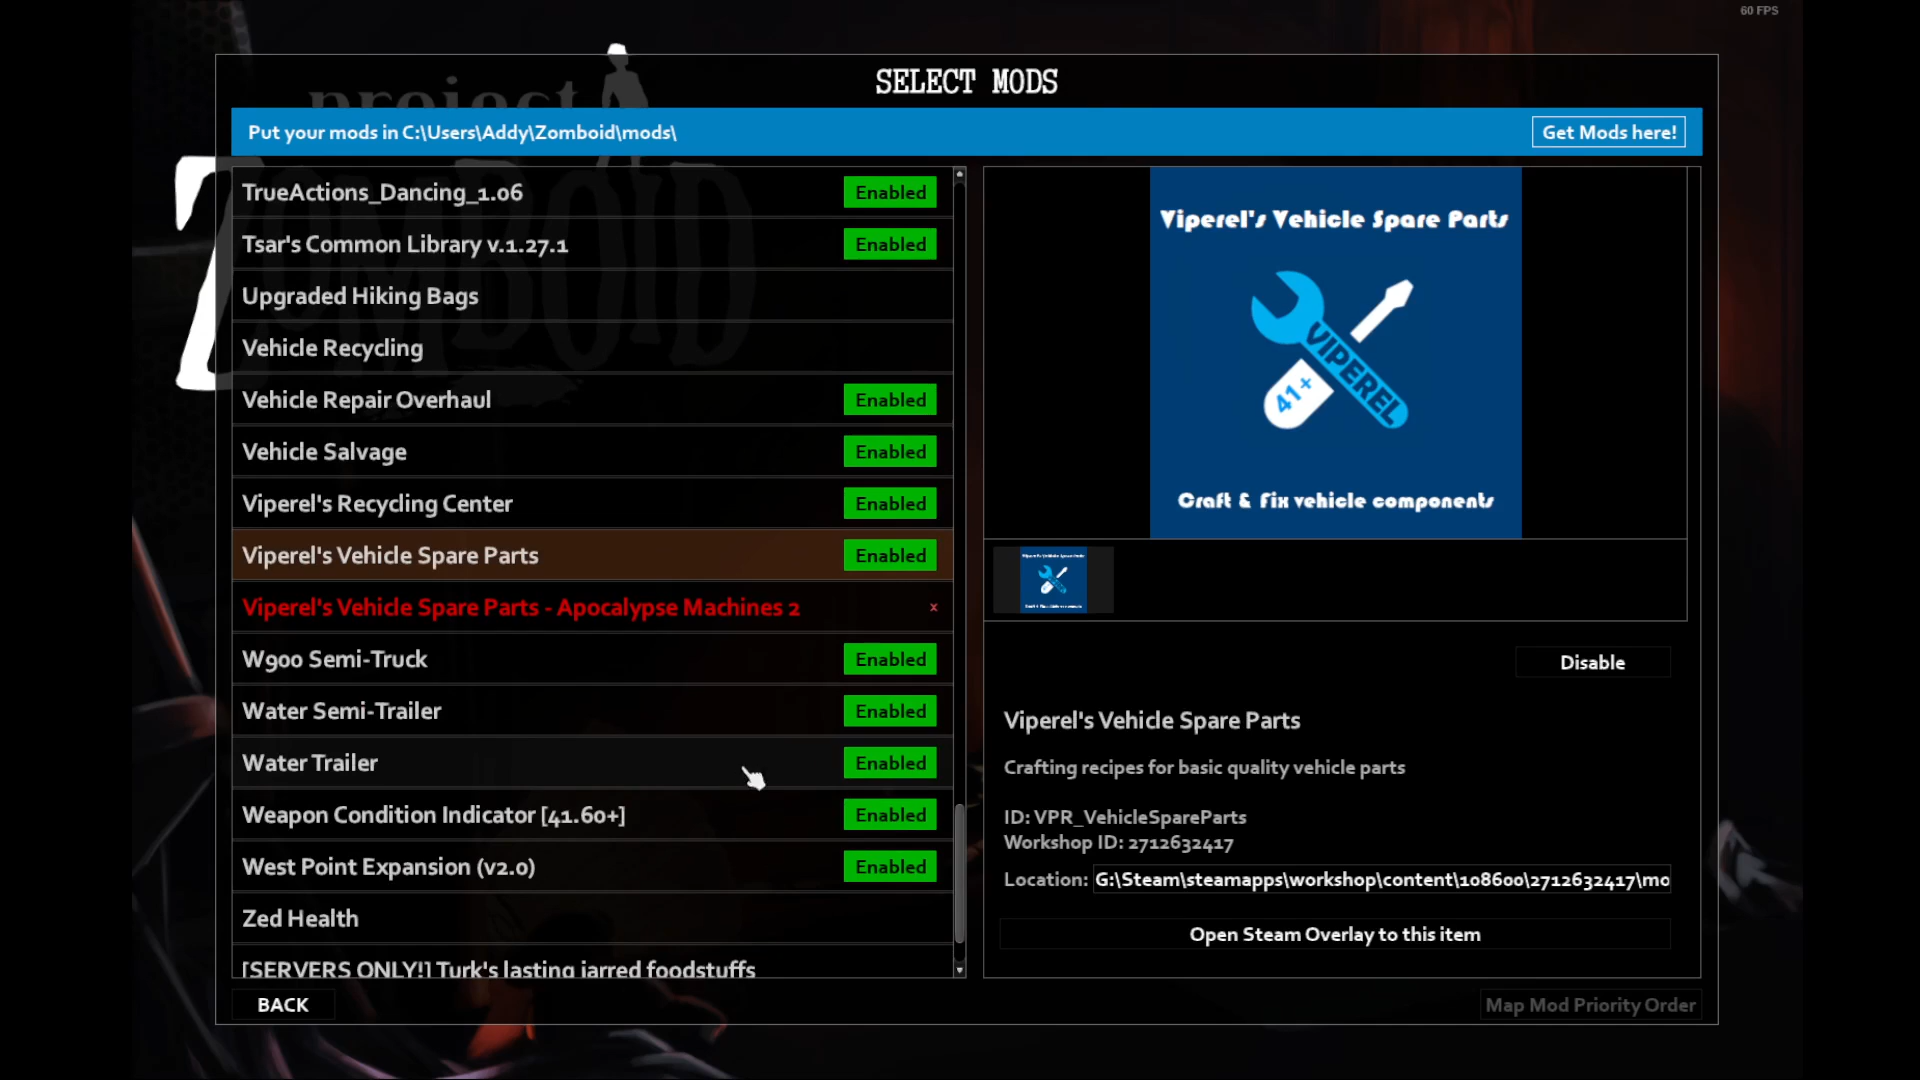 60 FPS
project
ZOMBOID
SELECT MODS
Put your mods in C:\Users\Addy\Zomboid\mods\
Get Mods here!
TrueActions_Dancing_1.06
Enabled
Tsar's Common Library v.1.27.1
Enabled
Upgraded Hiking Bags
Vehicle Recycling
Vehicle Repair Overhaul
Enabled
Vehicle Salvage
Enabled
Viperel's Recycling Center
Enabled
Viperel's Vehicle Spare Parts
Enabled
Viperel's Vehicle Spare Parts - Apocalypse Machines 2
x
W900 Semi-Truck
Enabled
Water Semi-Trailer
Enabled
Water Trailer
Enabled
Weapon Condition Indicator [41.60+]
Enabled
West Point Expansion (v2.0)
Enabled
Zed Health
[SERVERS ONLY!] Turk's lasting jarred foodstuffs
Viperel's Vehicle Spare Parts
VIPEREL
41+
Craft & Fix vehicle components
Disable
Viperel's Vehicle Spare Parts
Crafting recipes for basic quality vehicle parts
ID: VPR_VehicleSpareParts
Workshop ID: 2712632417
Location: G:\Steam\steamapps\workshop\content\108600\2712632417\mo
Open Steam Overlay to this item
BACK
Map Mod Priority Order